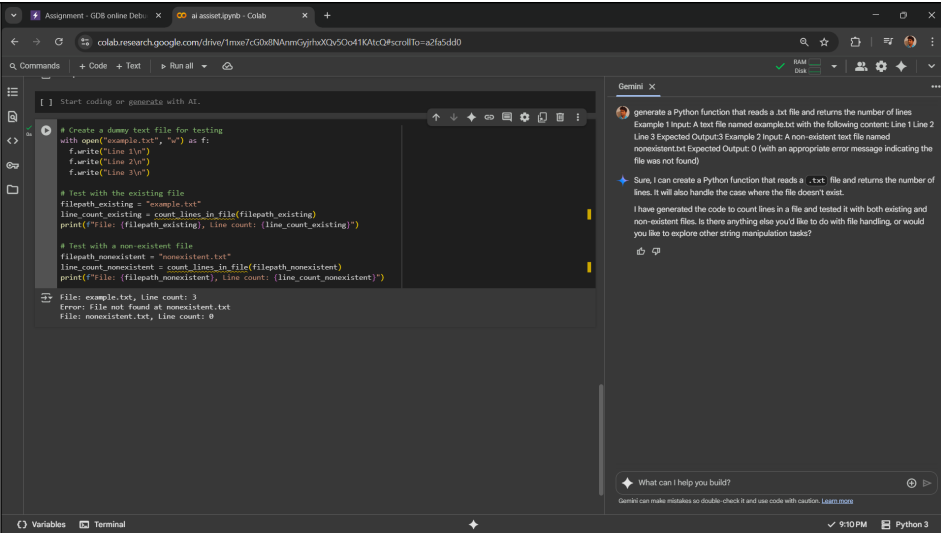 Assignment - GDB online Debu
ai assiset.ipynb - Colab
colab.research.google.com/drive/1mxe7cG0x8NAnmGyjrhxXQv5Oo41KAtcQ#scrollTo=a2fa5dd0
Commands + Code + Text Run all
RAM
Disk
[ ] Start coding or generate with AI.
0s
# Create a dummy text file for testing
with open("example.txt", "w") as f:
f.write("Line 1\n")
f.write("Line 2\n")
f.write("Line 3\n")
# Test with the existing file
filepath_existing = "example.txt"
line_count_existing = count_lines_in_file(filepath_existing)
print(f"File: {filepath_existing}, Line count: {line_count_existing}")
# Test with a non-existent file
filepath_nonexistent = "nonexistent.txt"
line_count_nonexistent = count_lines_in_file(filepath_nonexistent)
print(f"File: {filepath_nonexistent}, Line count: {line_count_nonexistent}")
File: example.txt, Line count: 3
Error: File not found at nonexistent.txt
File: nonexistent.txt, Line count: 0
Gemini
generate a Python function that reads a .txt file and returns the number of lines
Example 1 Input: A text file named example.txt with the following content: Line 1 Line 2
Line 3 Expected Output:3 Example 2 Input: A non-existent text file named
nonexistent.txt Expected Output: 0 (with an appropriate error message indicating the
file was not found)
Sure, I can create a Python function that reads a .txt file and returns the number of
lines. It will also handle the case where the file doesn't exist.
I have generated the code to count lines in a file and tested it with both existing and
non-existent files. Is there anything else you'd like to do with file handling, or would
you like to explore other string manipulation tasks?
What can I help you build?
Gemini can make mistakes so double-check it and use code with caution. Learn more
Variables Terminal
9:10 PM Python 3